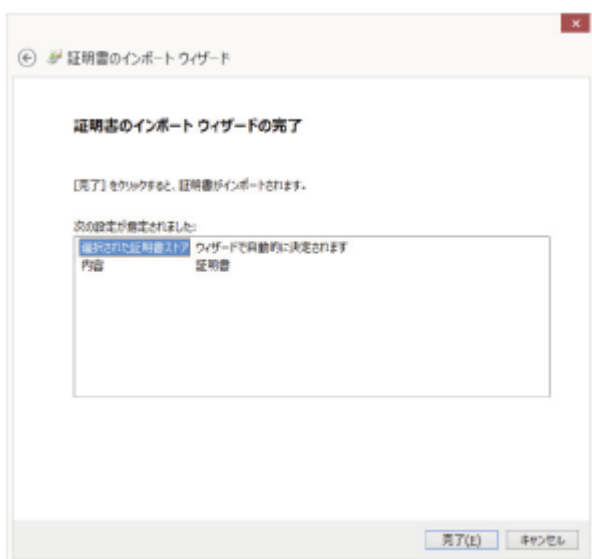 証明書のインポート ウィザード
証明書のインポート ウィザードの完了
[完了] をクリックすると、証明書がインポートされます。
次の設定が指定されました:
選択された証明書ストア ウィザードで自動的に決定されます
内容 証明書
完了(F) キャンセル